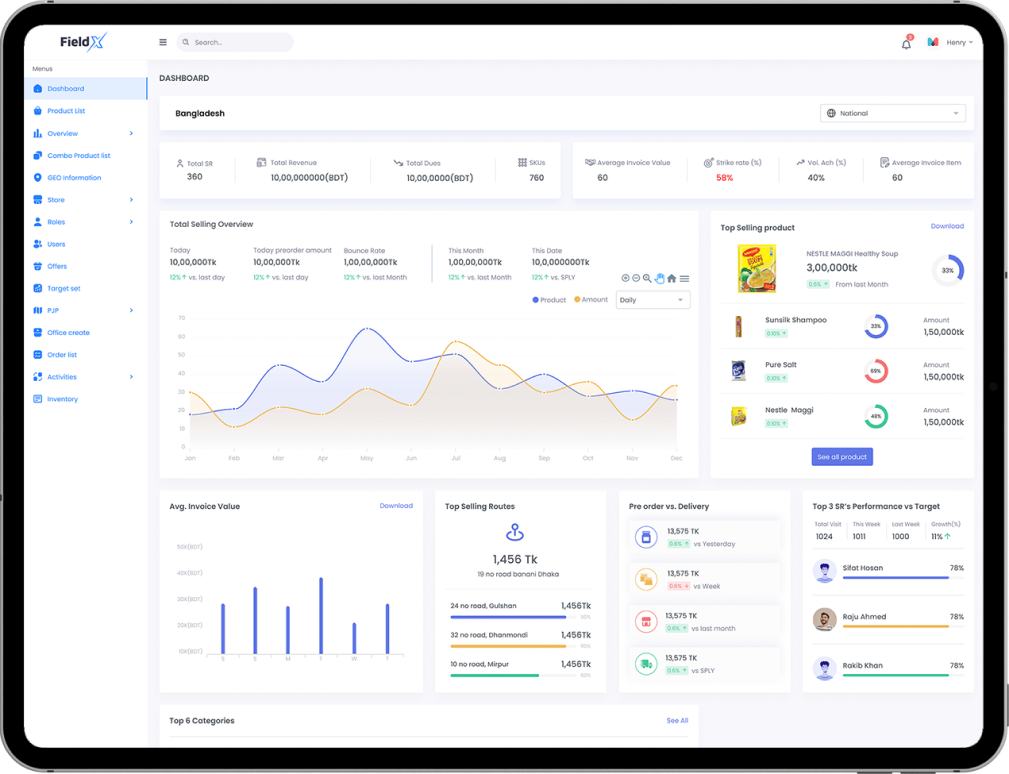 FieldX
Search..
Henry
Menus
Dashboard
Product List
Overview
Combo Product list
GEO Information
Store
Roles
Users
Offers
Target set
PJP
Office create
Order list
Activities
Inventory
DASHBOARD
Bangladesh
National
Total SR
360
Total Revenue
10,00,000000(BDT)
Total Dues
10,00,0000(BDT)
SKUs
760
Average Invoice Value
60
Strike rate (%)
58%
Vol. Ach (%)
40%
Average Invoice Item
60
Total Selling Overview
Today
10,00,000Tk
12% ↑ vs. last day
Today preorder amount
10,00,000Tk
12% ↑ vs. last day
Bounce Rate
1,00,00,000Tk
12% ↑ vs. last Month
This Month
1,00,00,000Tk
12% ↑ vs. last Month
This Date
10,0,000000Tk
12% ↑ vs. SPLY
Product
Amount
Daily
70
60
50
40
30
20
10
0
Jan Feb Mar Apr May Jun Jul Aug Sep Oct Nov Dec
Top Selling product
Download
NESTLE MAGGI Healthy Soup
3,00,000tk
0.6% ↑ From last Month
33%
Sunsilk Shampoo
0.10% ↑
33%
Amount
1,50,000tk
Pure Salt
0.10% ↑
69%
Amount
1,50,000tk
Nestle Maggi
0.10% ↑
48%
Amount
1,50,000tk
See all product
Avg. Invoice Value
Download
50X(BDT)
40X(BDT)
30X(BDT)
20X(BDT)
10X(BDT)
S S M T W T
Top Selling Routes
1,456 Tk
19 no road banani Dhaka
24 no road, Gulshan 1,456Tk
90%
32 no road, Dhanmondi 1,456Tk
90%
10 no road, Mirpur 1,456Tk
60%
Pre order vs. Delivery
13,575 TK
0.6% ↑ vs Yesterday
13,575 TK
0.6% ↓ vs Week
13,575 TK
0.6% ↑ vs last month
13,575 TK
0.6% ↑ vs SPLY
Top 3 SR's Performance vs Target
Total Visit
1024
This Week
1011
Last Week
1000
Growth(%)
11% ↑
Sifat Hosan 78%
Raju Ahmed 78%
Rakib Khan 78%
Top 6 Categories
See All